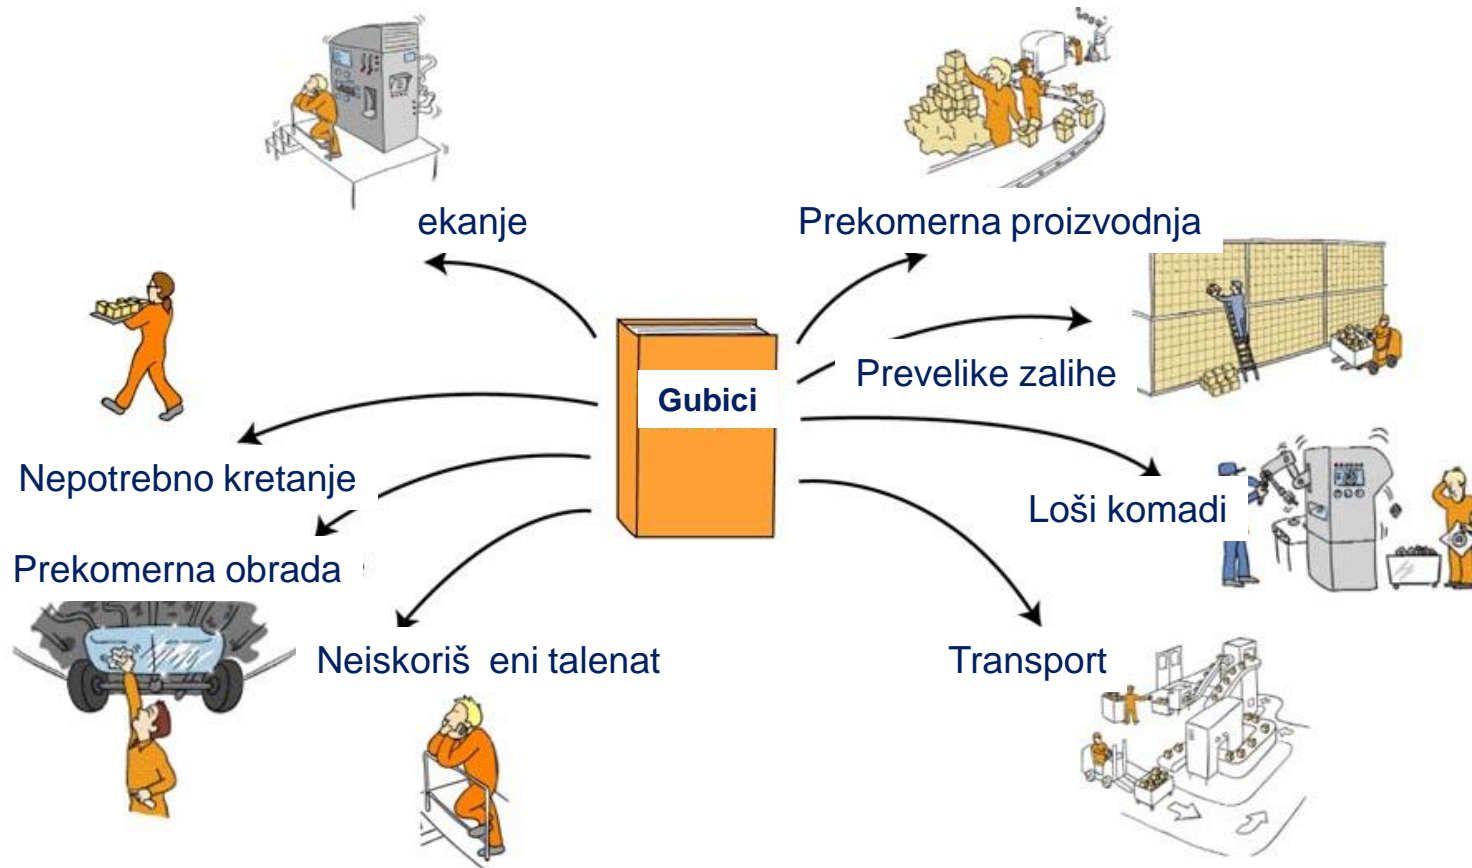 ekanje
Prekomerna proizvodnja
Prevelike zalihe
Gubici
Nepotrebno kretanje
Loši komadi
Prekomerna obrada
Neiskoriš eni talenat
Transport